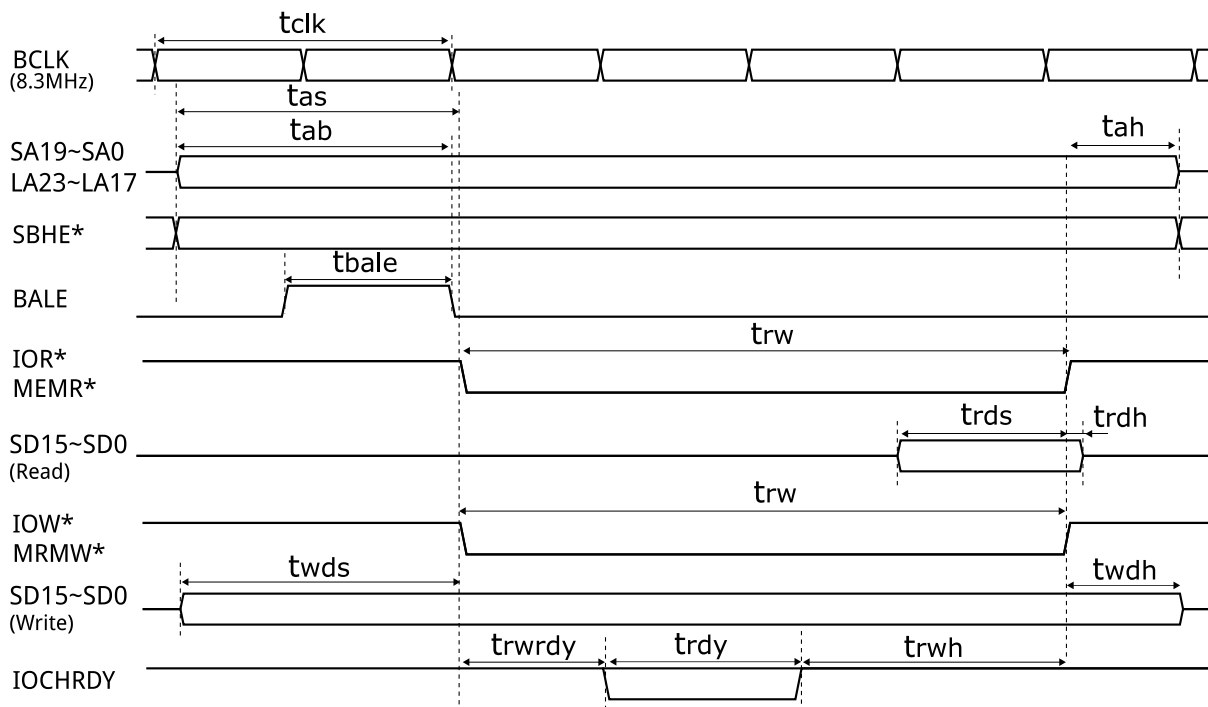 tclk
BCLK
(8.3MHz)
tas
tab
tah
SA19~SA0
LA23~LA17
SBHE*
tbale
BALE
trw
IOR*
MEMR*
trds
trdh
SD15~SD0
(Read)
trw
IOW*
MRMW*
twds
twdh
SD15~SD0
(Write)
trwrdy
trdy
trwh
IOCHRDY